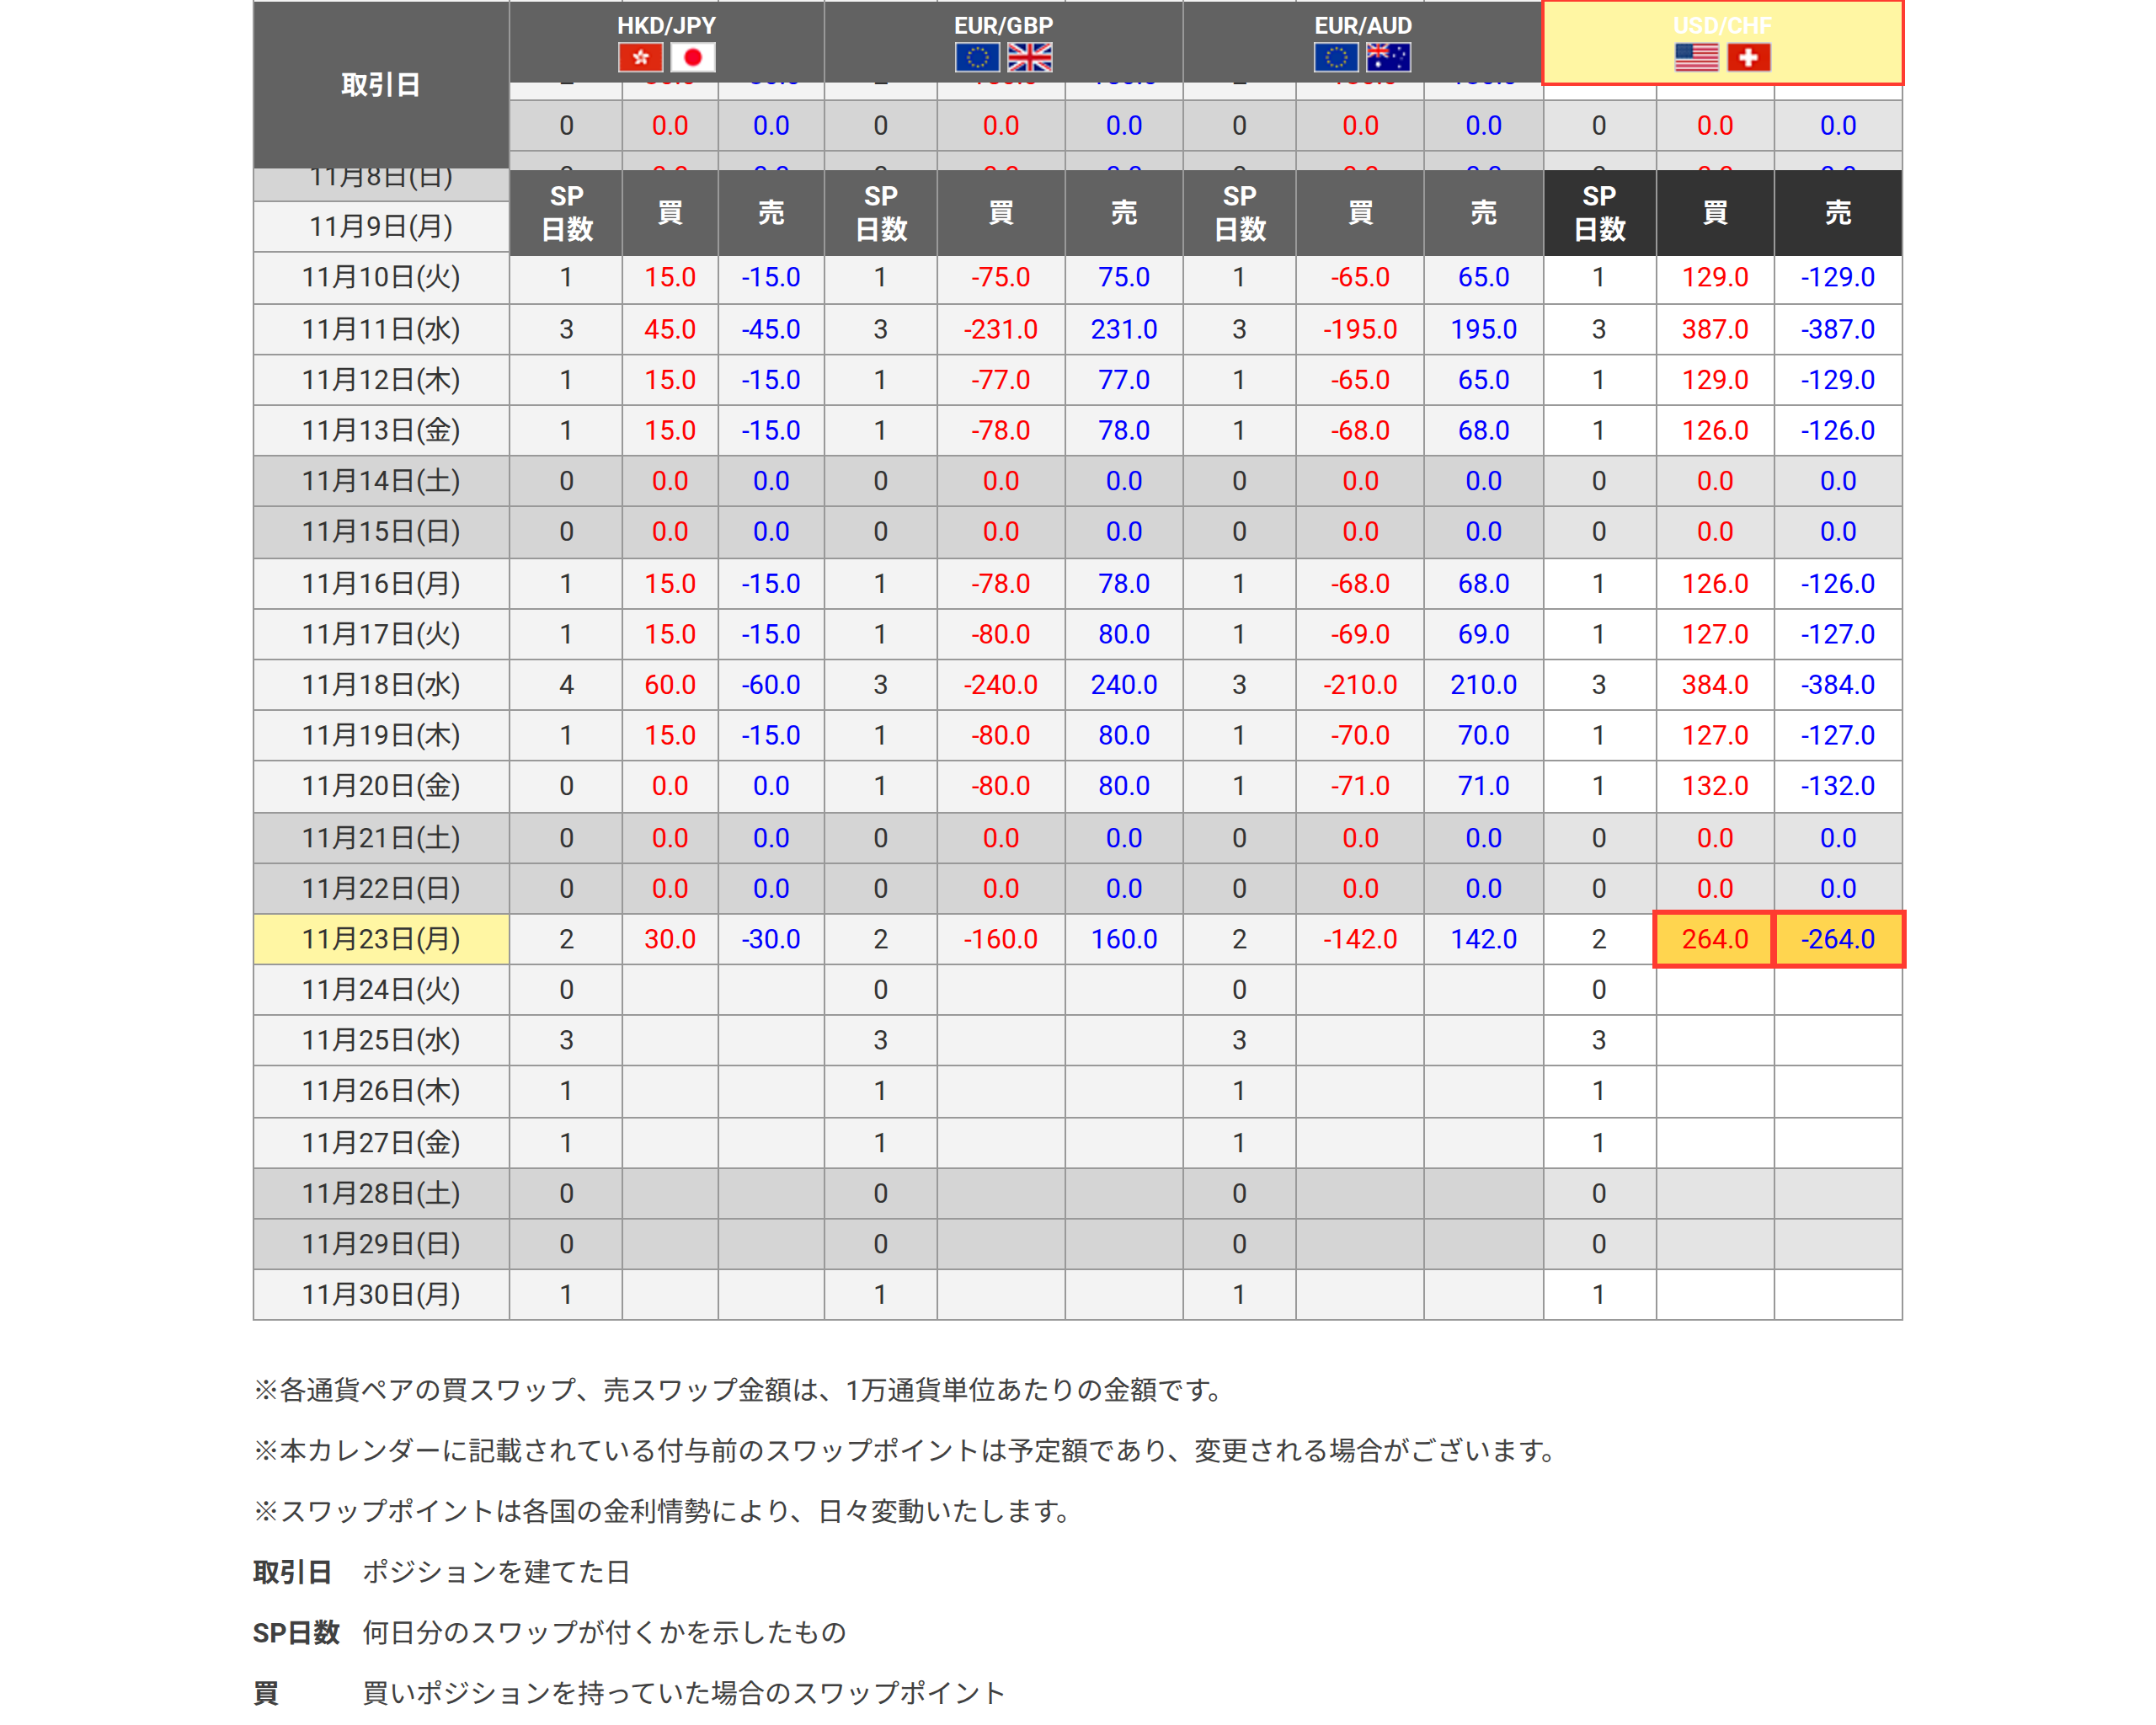 取引日 HKD/JPY EUR/GBP EUR/AUD USD/CHF
0 0.0 0.0 0 0.0 0.0 0 0.0 0.0 0 0.0 0.0
11月8日(日)
SP日数 買 売 SP日数 買 売 SP日数 買 売 SP日数 買 売
11月9日(月)
11月10日(火) 1 15.0 -15.0 1 -75.0 75.0 1 -65.0 65.0 1 129.0 -129.0
11月11日(水) 3 45.0 -45.0 3 -231.0 231.0 3 -195.0 195.0 3 387.0 -387.0
11月12日(木) 1 15.0 -15.0 1 -77.0 77.0 1 -65.0 65.0 1 129.0 -129.0
11月13日(金) 1 15.0 -15.0 1 -78.0 78.0 1 -68.0 68.0 1 126.0 -126.0
11月14日(土) 0 0.0 0.0 0 0.0 0.0 0 0.0 0.0 0 0.0 0.0
11月15日(日) 0 0.0 0.0 0 0.0 0.0 0 0.0 0.0 0 0.0 0.0
11月16日(月) 1 15.0 -15.0 1 -78.0 78.0 1 -68.0 68.0 1 126.0 -126.0
11月17日(火) 1 15.0 -15.0 1 -80.0 80.0 1 -69.0 69.0 1 127.0 -127.0
11月18日(水) 4 60.0 -60.0 3 -240.0 240.0 3 -210.0 210.0 3 384.0 -384.0
11月19日(木) 1 15.0 -15.0 1 -80.0 80.0 1 -70.0 70.0 1 127.0 -127.0
11月20日(金) 0 0.0 0.0 1 -80.0 80.0 1 -71.0 71.0 1 132.0 -132.0
11月21日(土) 0 0.0 0.0 0 0.0 0.0 0 0.0 0.0 0 0.0 0.0
11月22日(日) 0 0.0 0.0 0 0.0 0.0 0 0.0 0.0 0 0.0 0.0
11月23日(月) 2 30.0 -30.0 2 -160.0 160.0 2 -142.0 142.0 2 264.0 -264.0
11月24日(火) 0 0 0 0
11月25日(水) 3 3 3 3
11月26日(木) 1 1 1 1
11月27日(金) 1 1 1 1
11月28日(土) 0 0 0 0
11月29日(日) 0 0 0 0
11月30日(月) 1 1 1 1
※各通貨ペアの買スワップ、売スワップ金額は、1万通貨単位あたりの金額です。
※本カレンダーに記載されている付与前のスワップポイントは予定額であり、変更される場合がございます。
※スワップポイントは各国の金利情勢により、日々変動いたします。
取引日 ポジションを建てた日
SP日数 何日分のスワップが付くかを示したもの
買 買いポジションを持っていた場合のスワップポイント